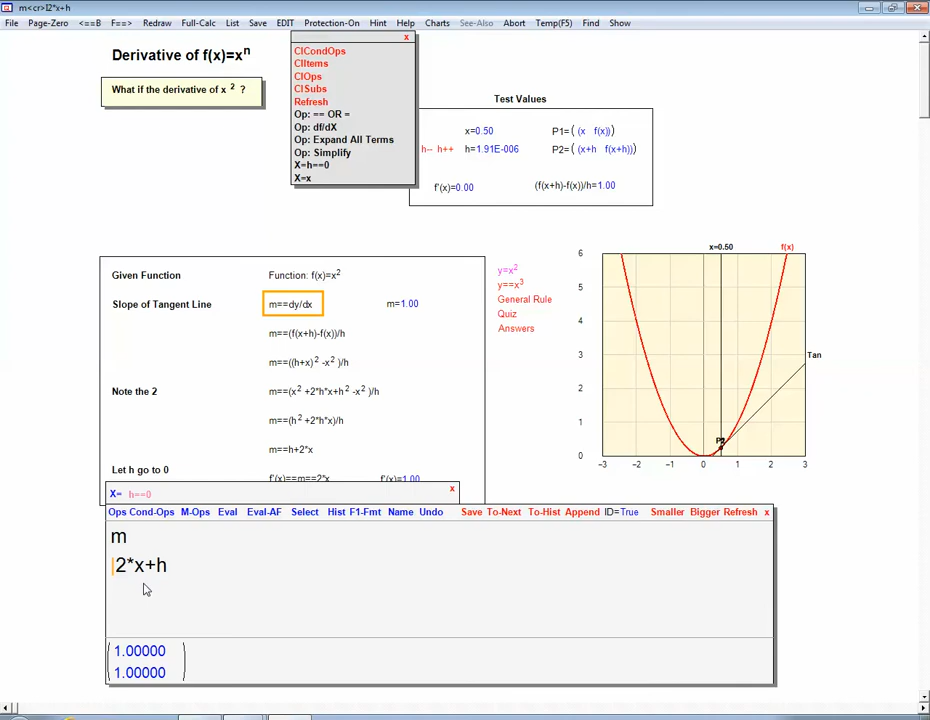 m<cr>2*x+h
File Page-Zero <==B F==> Redraw Full-Calc List Save EDIT Protection-On Hint Help Charts See-Also Abort Temp(F5) Find Show
Derivative of f(x)=xⁿ
What if the derivative of x² ?
x
ClCondOps
ClItems
ClOps
ClSubs
Refresh
Op: == OR =
Op: df/dX
Op: Expand All Terms
Op: Simplify
X=h==0
X=x
Test Values
x=0.50 P1=( (x f(x)) )
h-- h++ h=1.91E-006 P2=( (x+h f(x+h)) )
f'(x)=0.00 (f(x+h)-f(x))/h=1.00
Given Function Function: f(x)=x²
Slope of Tangent Line m==dy/dx m=1.00
m==(f(x+h)-f(x))/h
m==((h+x)² -x² )/h
Note the 2 m==(x² +2*h*x+h² -x² )/h
m==(h² +2*h*x)/h
m==h+2*x
Let h go to 0
f'(x)==m==2*x f'(x)=1.00
y=x²
y==x³
General Rule
Quiz
Answers
x=0.50 f(x)
6
5
4
3
2
1
0
Tan
−3 −2 −1 0 1 2 3
X= h==0 x
Ops Cond-Ops M-Ops Eval Eval-AF Select Hist F1-Fmt Name Undo Save To-Next To-Hist Append ID=True Smaller Bigger Refresh x
m
2*x+h
1.00000
1.00000